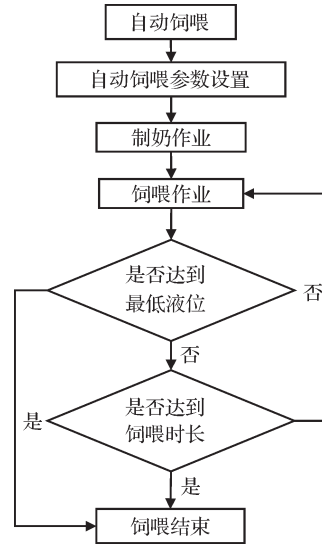 自动饲喂
自动饲喂参数设置
制奶作业
饲喂作业
是否达到
最低液位
否
否
是否达到
饲喂时长
是
是
饲喂结束